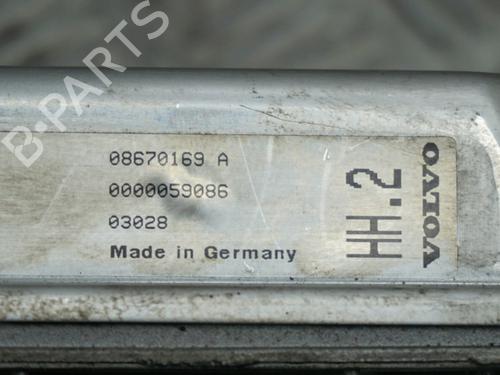 B-PARTS
08670169 A
0000059086
03028
Made in Germany
HH.2
VOLVO